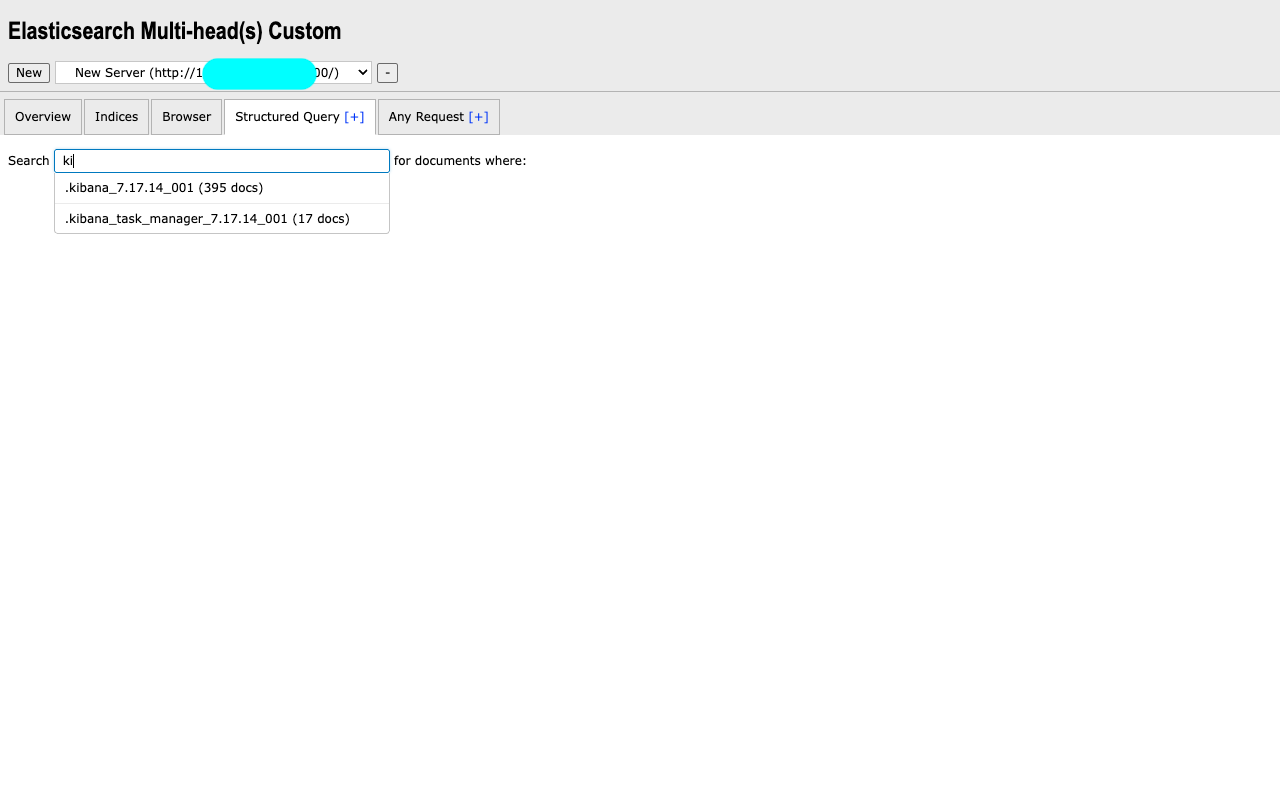 Elasticsearch Multi-head(s) Custom
New New Server (http://1 00/) -
Overview Indices Browser Structured Query [+] Any Request [+]
Search ki for documents where:
.kibana_7.17.14_001 (395 docs)
.kibana_task_manager_7.17.14_001 (17 docs)